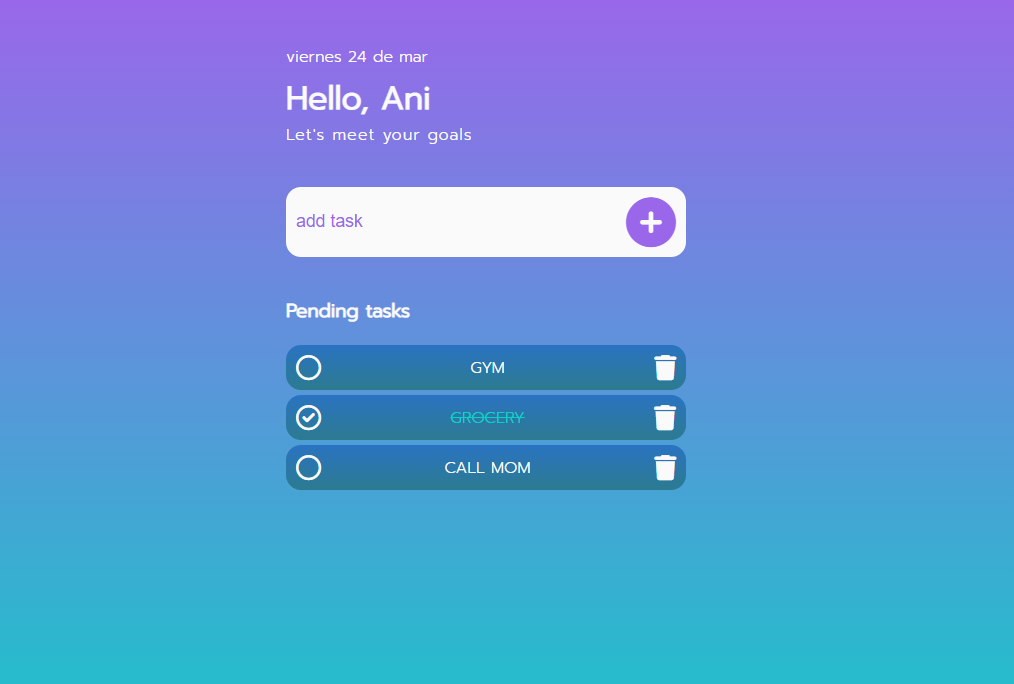 viernes 24 de mar
Hello, Ani
Let's meet your goals
add task
Pending tasks
GYM
GROCERY
CALL MOM